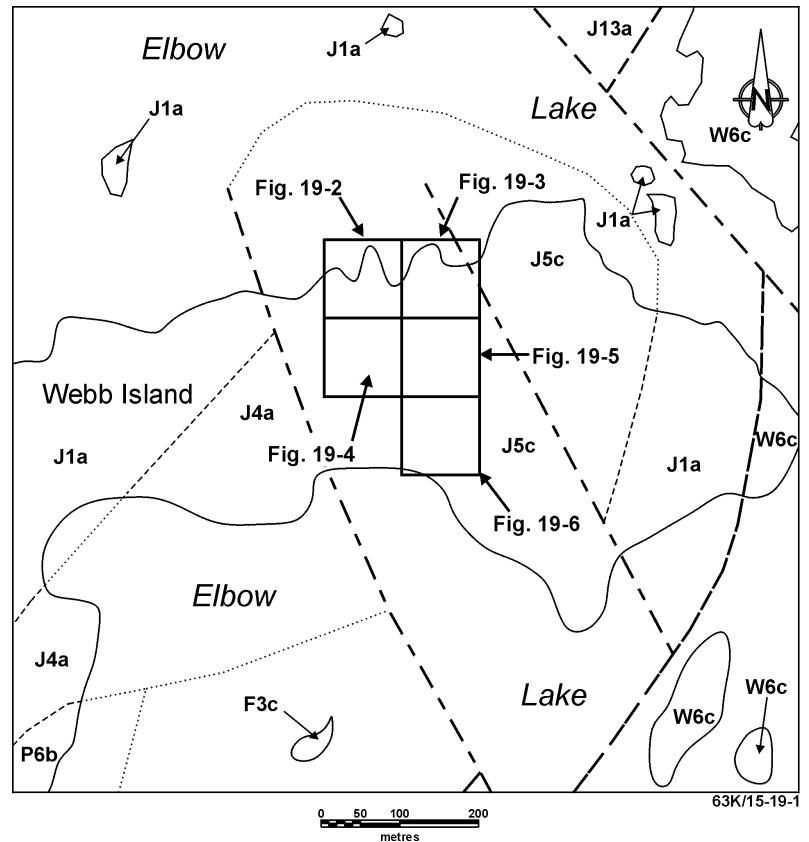 Elbow
J1a
J13a
Lake
N
J1a
W6c
Fig. 19-2
Fig. 19-3
J1a
J5c
Fig. 19-5
Webb Island
J4a
W6c
Fig. 19-4
J5c
J1a
J1a
Fig. 19-6
Elbow
J4a
Lake
W6c
F3c
W6c
P6b
63K/15-19-1
0 50 100 200
metres